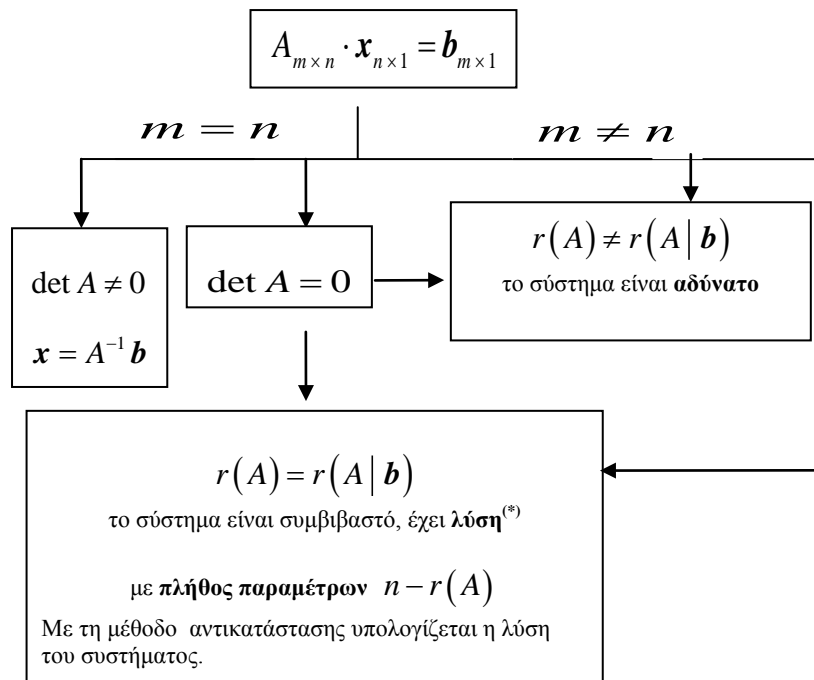 A_{m×n} · x_{n×1} = b_{m×1}
m = n
m ≠ n
det A ≠ 0
x = A^{-1} b
det A = 0
r(A) ≠ r(A | b)
το σύστημα είναι αδύνατο
r(A) = r(A | b)
το σύστημα είναι συμβιβαστό, έχει λύση(*)
με πλήθος παραμέτρων n − r(A)
Με τη μέθοδο αντικατάστασης υπολογίζεται η λύση
του συστήματος.